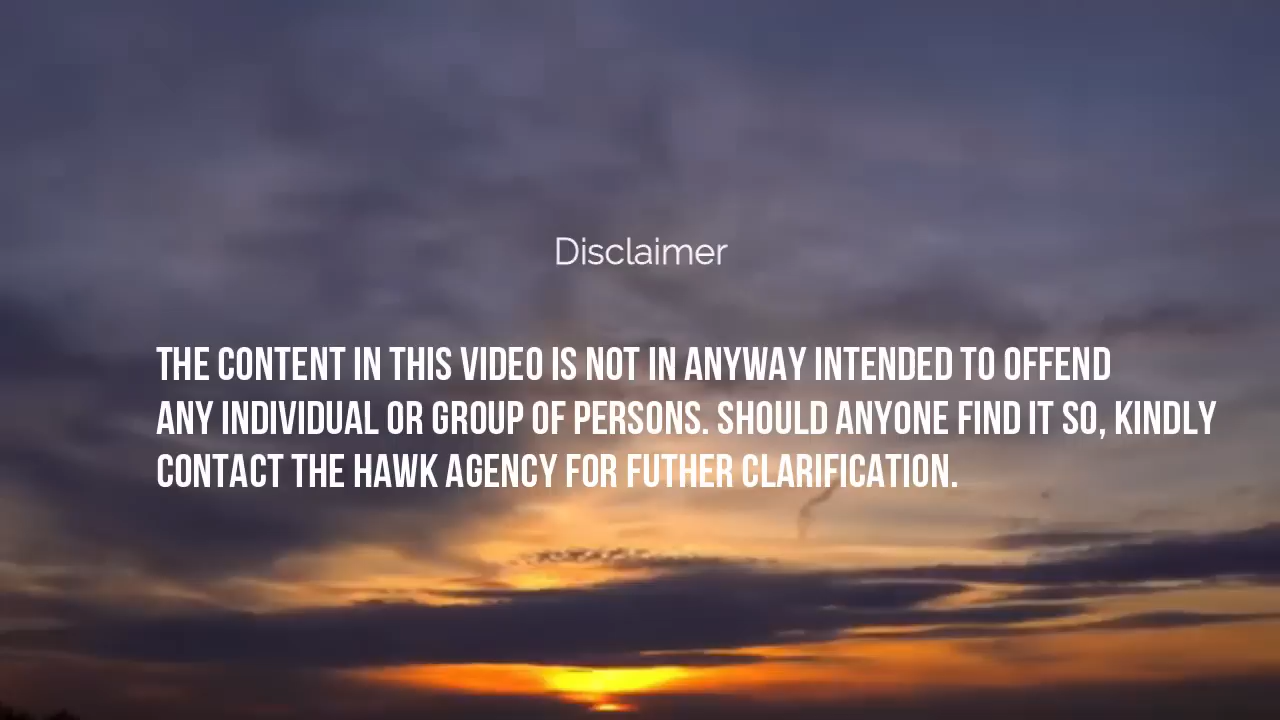 Disclaimer
THE CONTENT IN THIS VIDEO IS NOT IN ANYWAY INTENDED TO OFFEND
ANY INDIVIDUAL OR GROUP OF PERSONS. SHOULD ANYONE FIND IT SO, KINDLY
CONTACT THE HAWK AGENCY FOR FUTHER CLARIFICATION.